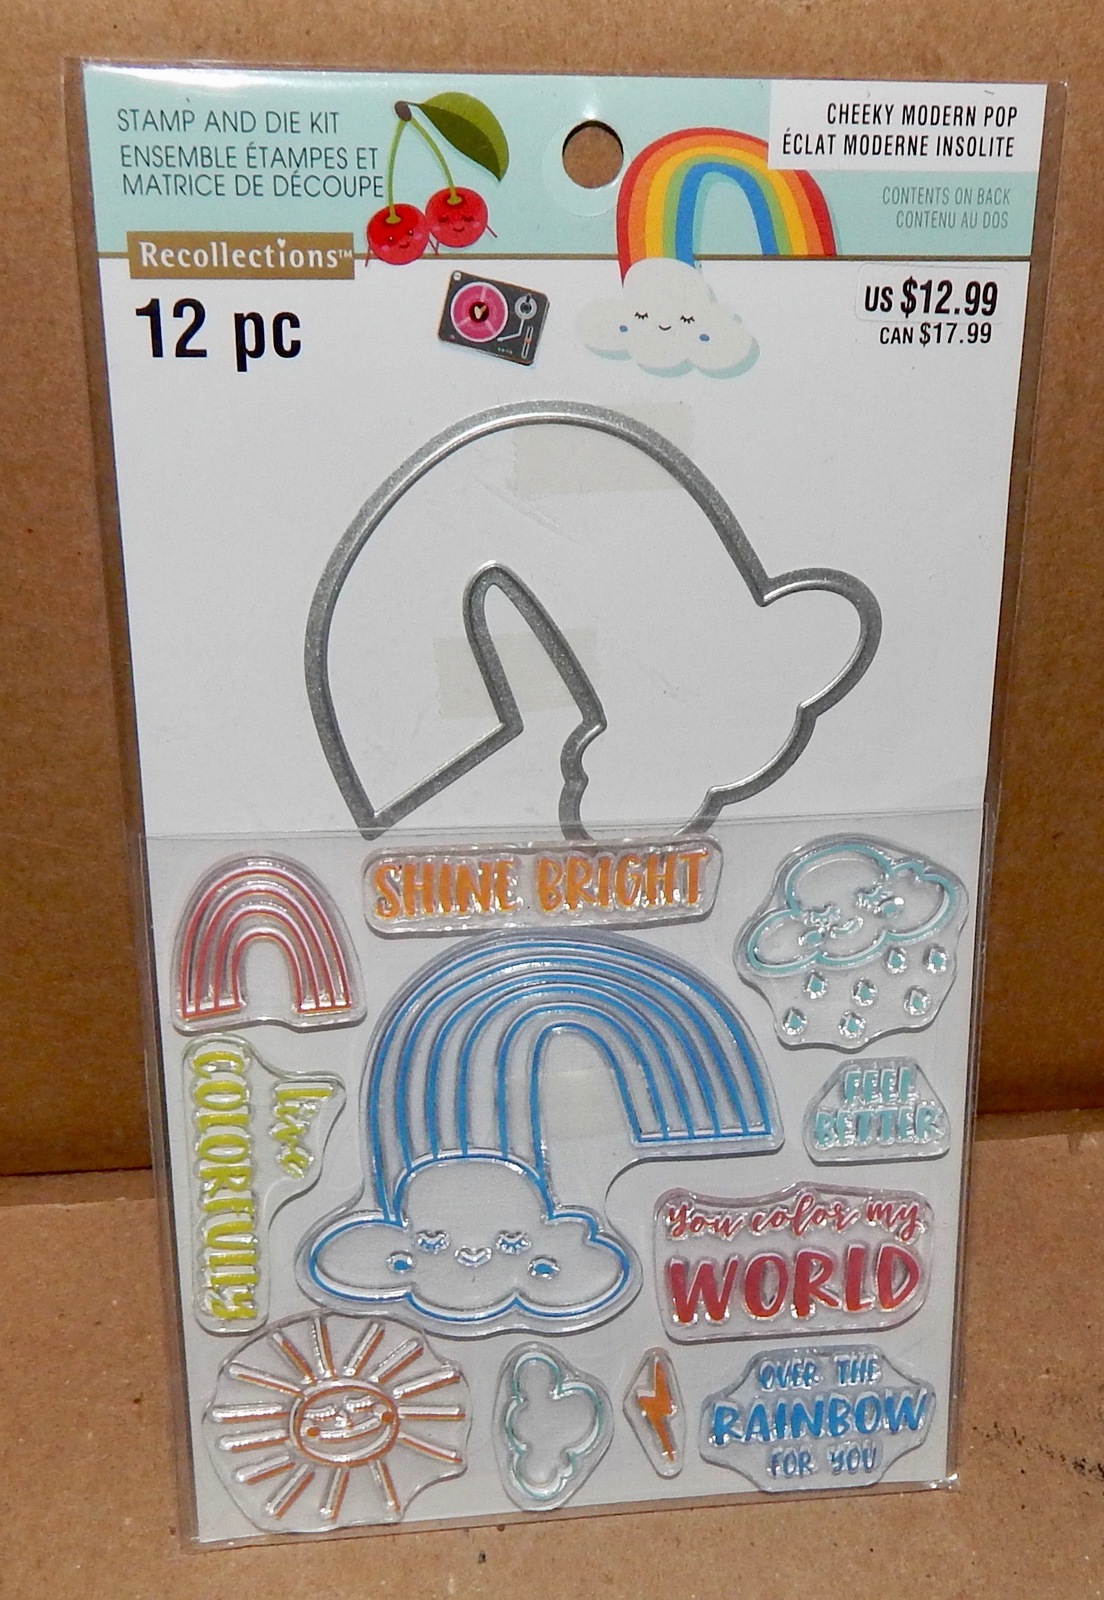 STAMP AND DIE KIT
ENSEMBLE ÉTAMPES ET
MATRICE DE DÉCOUPE
Recollections™
12 pc
CHEEKY MODERN POP
ÉCLAT MODERNE INSOLITE
CONTENTS ON BACK
CONTENU AU DOS
US $12.99
CAN $17.99
SHINE BRIGHT
live
COLORFULLY
FEEL
BETTER
you color my
WORLD
OVER THE
RAINBOW
FOR YOU